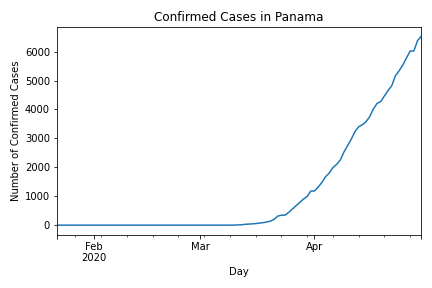 Confirmed Cases in Panama
Number of Confirmed Cases
6000
5000
4000
3000
2000
1000
0
Feb
2020
Mar
Apr
Day